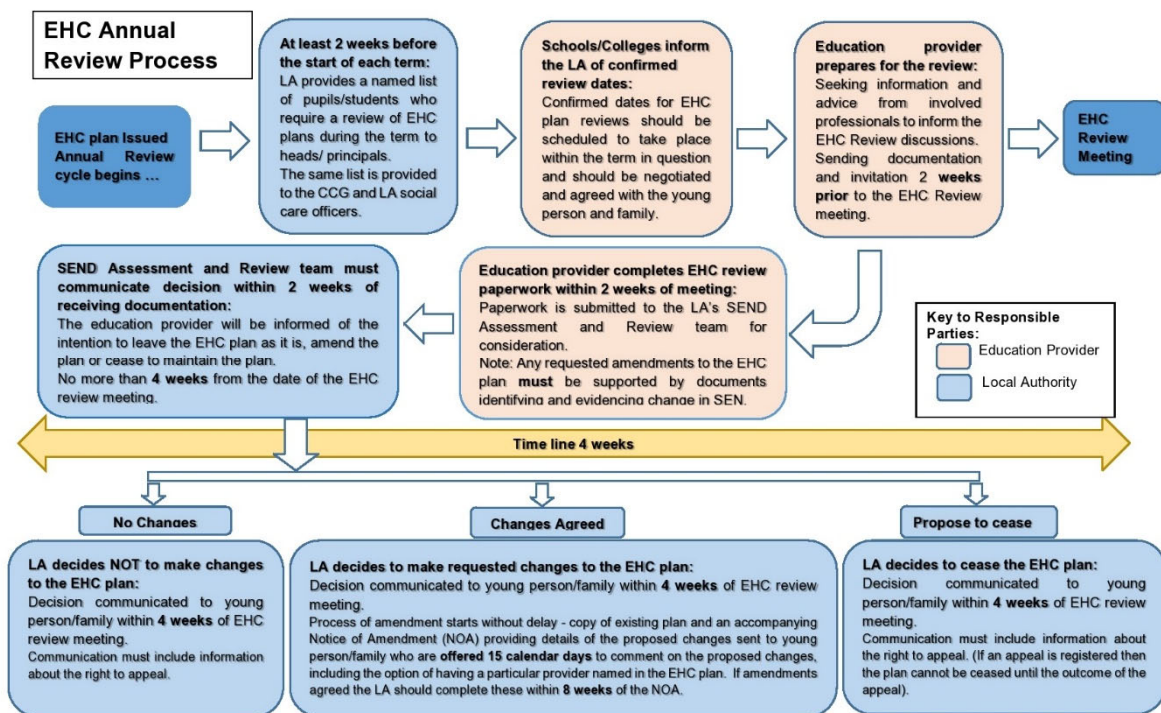 EHC Annual
Review Process
EHC plan Issued
Annual Review
cycle begins ...
At least 2 weeks before
the start of each term:
LA provides a named list
of pupils/students who
require a review of EHC
plans during the term to
heads/ principals.
The same list is provided
to the CCG and LA social
care officers.
Schools/Colleges inform
the LA of confirmed
review dates:
Confirmed dates for EHC
plan reviews should be
scheduled to take place
within the term in question
and should be negotiated
and agreed with the young
person and family.
Education provider
prepares for the review:
Seeking information and
advice from involved
professionals to inform the
EHC Review discussions.
Sending documentation
and invitation 2 weeks
prior to the EHC Review
meeting.
EHC
Review
Meeting
SEND Assessment and Review team must
communicate decision within 2 weeks of
receiving documentation:
The education provider will be informed of the
intention to leave the EHC plan as it is, amend the
plan or cease to maintain the plan.
No more than 4 weeks from the date of the EHC
review meeting.
Education provider completes EHC review
paperwork within 2 weeks of meeting:
Paperwork is submitted to the LA's SEND
Assessment and Review team for
consideration.
Note: Any requested amendments to the EHC
plan must be supported by documents
identifying and evidencing change in SEN.
Key to Responsible
Parties:
Education Provider
Local Authority
Time line 4 weeks
No Changes
Changes Agreed
Propose to cease
LA decides NOT to make changes
to the EHC plan:
Decision communicated to young
person/family within 4 weeks of EHC
review meeting.
Communication must include information
about the right to appeal.
LA decides to make requested changes to the EHC plan:
Decision communicated to young person/family within 4 weeks of EHC review
meeting.
Process of amendment starts without delay - copy of existing plan and an accompanying
Notice of Amendment (NOA) providing details of the proposed changes sent to young
person/family who are offered 15 calendar days to comment on the proposed changes,
including the option of having a particular provider named in the EHC plan. If amendments
agreed the LA should complete these within 8 weeks of the NOA.
LA decides to cease the EHC plan:
Decision communicated to young
person/family within 4 weeks of EHC review
meeting.
Communication must include information about
the right to appeal. (If an appeal is registered then
the plan cannot be ceased until the outcome of the
appeal).